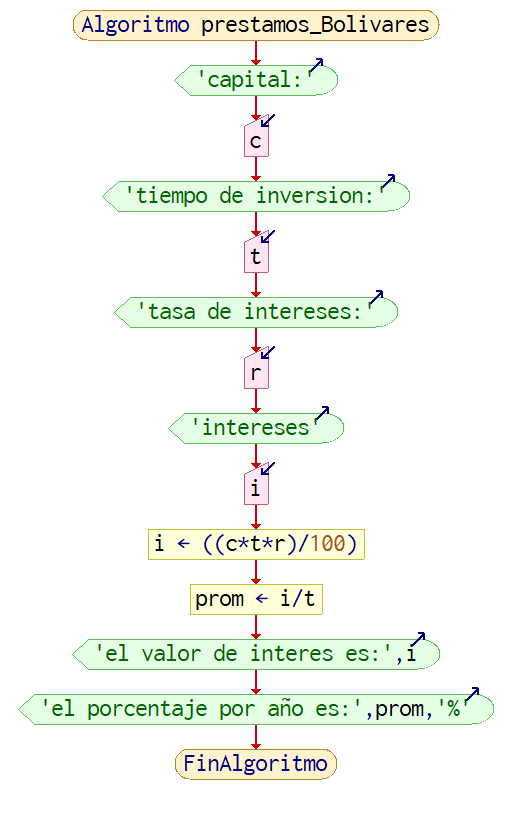 Algoritmo prestamos_Bolivares
'capital:'
c
'tiempo de inversion:'
t
'tasa de intereses:'
r
'intereses'
i
i ← ((c*t*r)/100)
prom ← i/t
'el valor de interes es:',i
'el porcentaje por año es:',prom,'%'
FinAlgoritmo